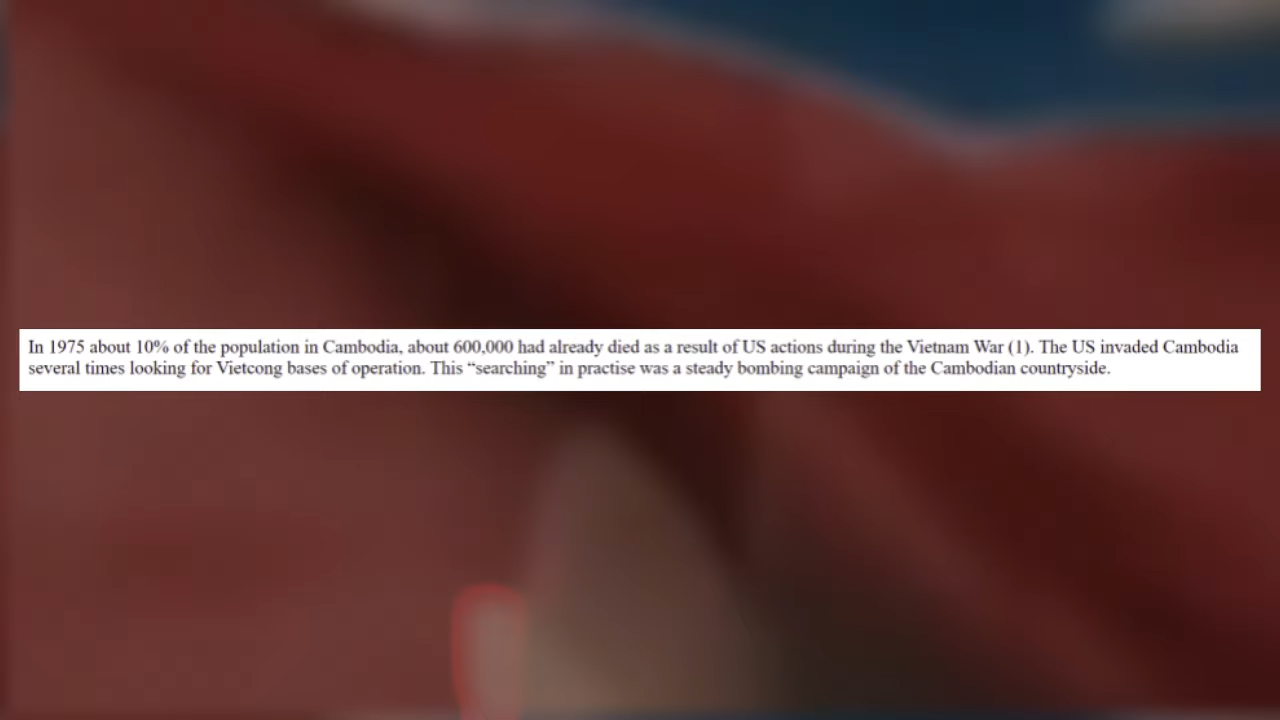 In 1975 about 10% of the population in Cambodia, about 600,000 had already died as a result of US actions during the Vietnam War (1). The US invaded Cambodia
several times looking for Vietcong bases of operation. This “searching” in practise was a steady bombing campaign of the Cambodian countryside.